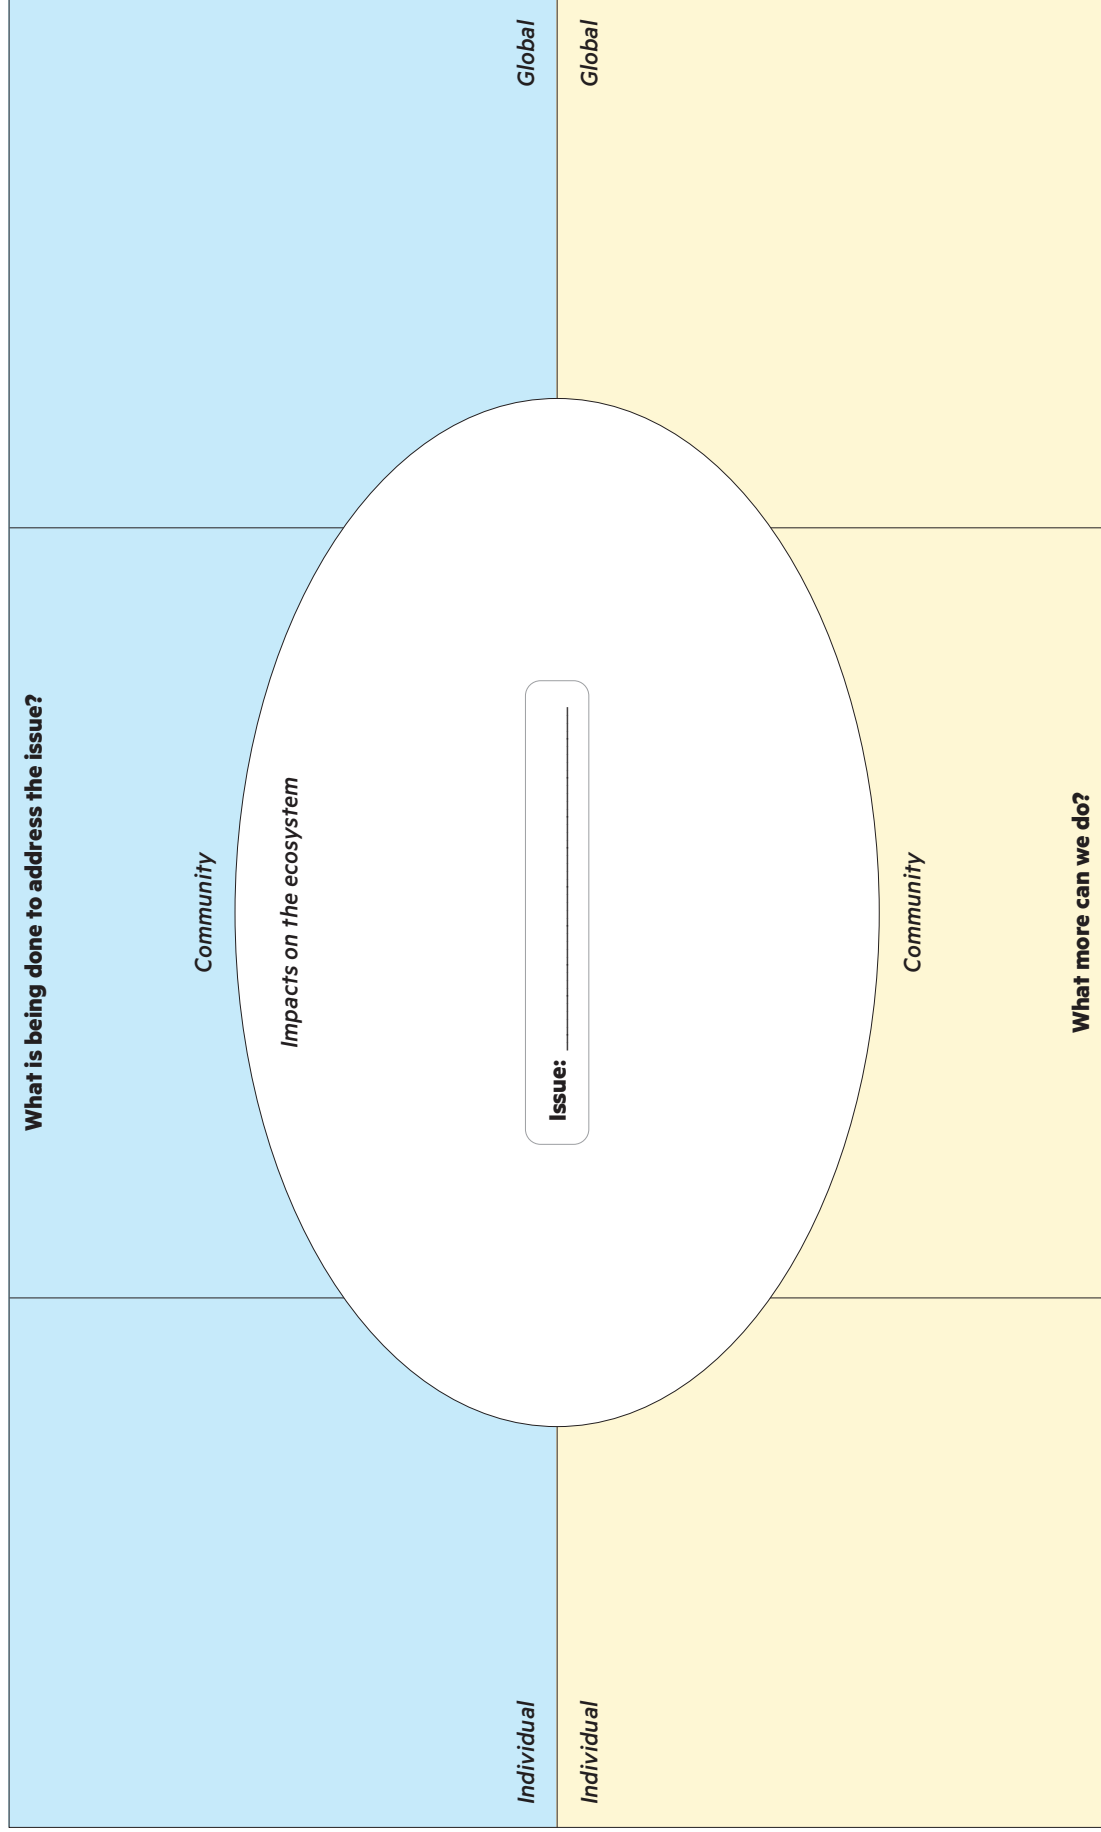 What is being done to address the issue?
Community
Impacts on the ecosystem
Individual
Global
Issue: ____________________
Individual
Global
Community
What more can we do?